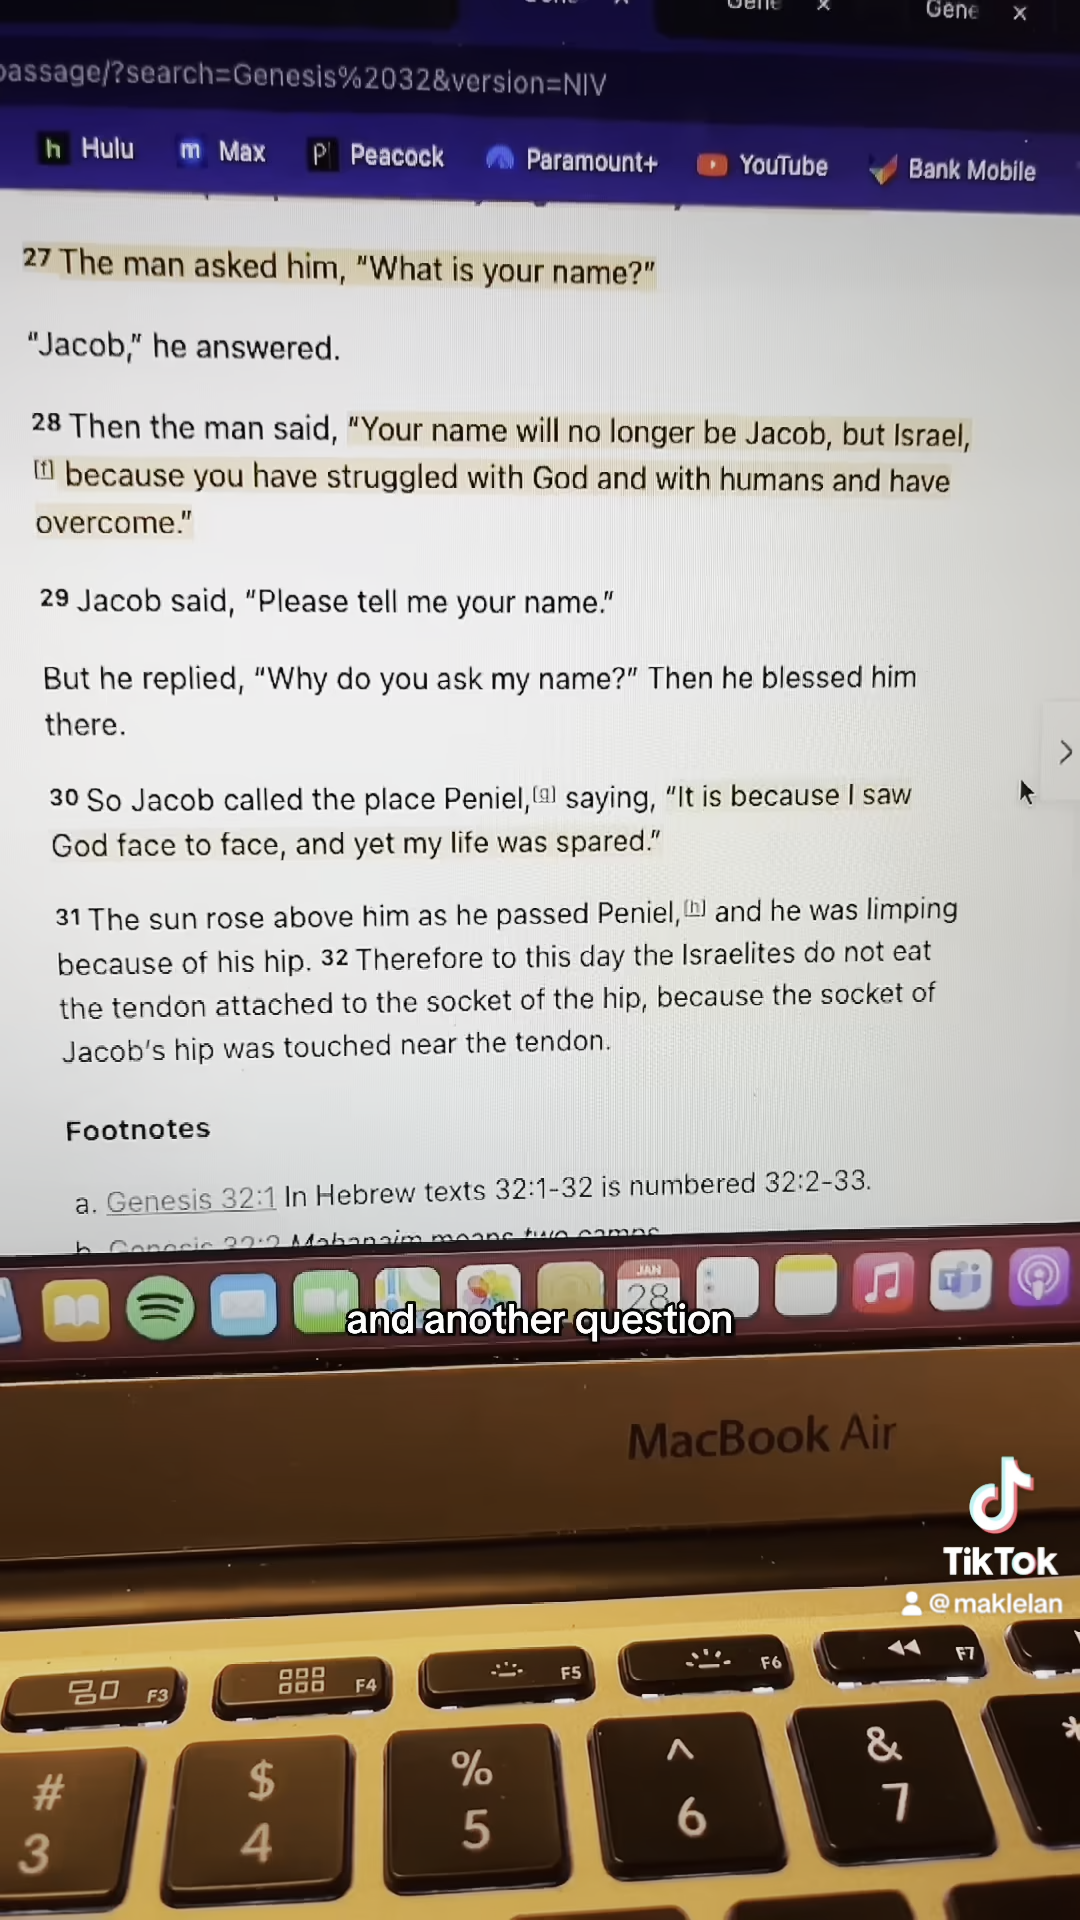 Gene ×
Gene ×
passage/?search=Genesis%2032&version=NIV
h Hulu m Max P Peacock Paramount+ YouTube Bank Mobile
27 The man asked him, “What is your name?”
“Jacob,” he answered.
28 Then the man said, “Your name will no longer be Jacob, but Israel,
[f] because you have struggled with God and with humans and have
overcome.”
29 Jacob said, “Please tell me your name.”
But he replied, “Why do you ask my name?” Then he blessed him
there.
30 So Jacob called the place Peniel,[g] saying, “It is because I saw
God face to face, and yet my life was spared.”
31 The sun rose above him as he passed Peniel,[h] and he was limping
because of his hip. 32 Therefore to this day the Israelites do not eat
the tendon attached to the socket of the hip, because the socket of
Jacob’s hip was touched near the tendon.
Footnotes
a. Genesis 32:1 In Hebrew texts 32:1-32 is numbered 32:2-33.
b. Genesis 32:2 Mahanaim means two camps.
JAN
28
and another question
MacBook Air
TikTok
@maklelan
F3 F4 F5 F6 F7
# $ % ^ & *
3 4 5 6 7